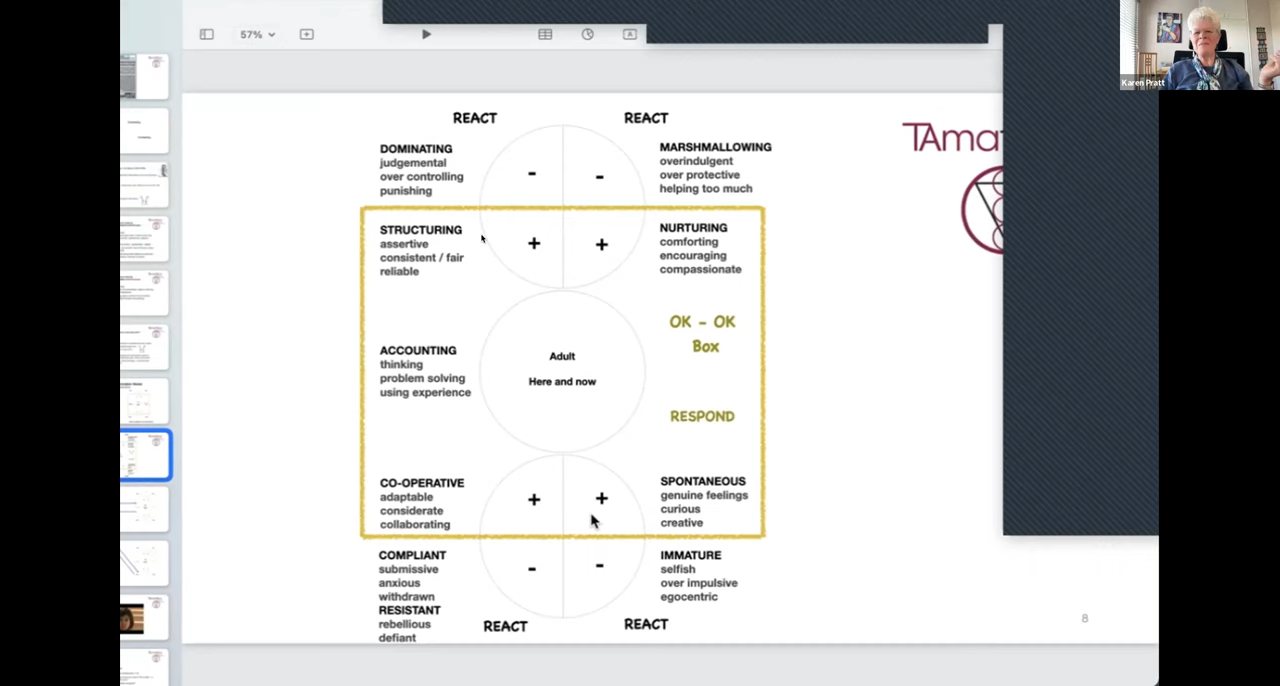 57%
Karen Pratt
REACT
REACT
DOMINATING
judgemental
over controlling
punishing
-
-
MARSHMALLOWING
overindulgent
over protective
helping too much
TAma
STRUCTURING
assertive
consistent / fair
reliable
+
+
NURTURING
comforting
encouraging
compassionate
OK - OK
Box
ACCOUNTING
thinking
problem solving
using experience
Adult
Here and now
RESPOND
CO-OPERATIVE
adaptable
considerate
collaborating
+
+
SPONTANEOUS
genuine feelings
curious
creative
COMPLIANT
submissive
anxious
withdrawn
RESISTANT
rebellious
defiant
-
-
IMMATURE
selfish
over impulsive
egocentric
REACT
REACT
8